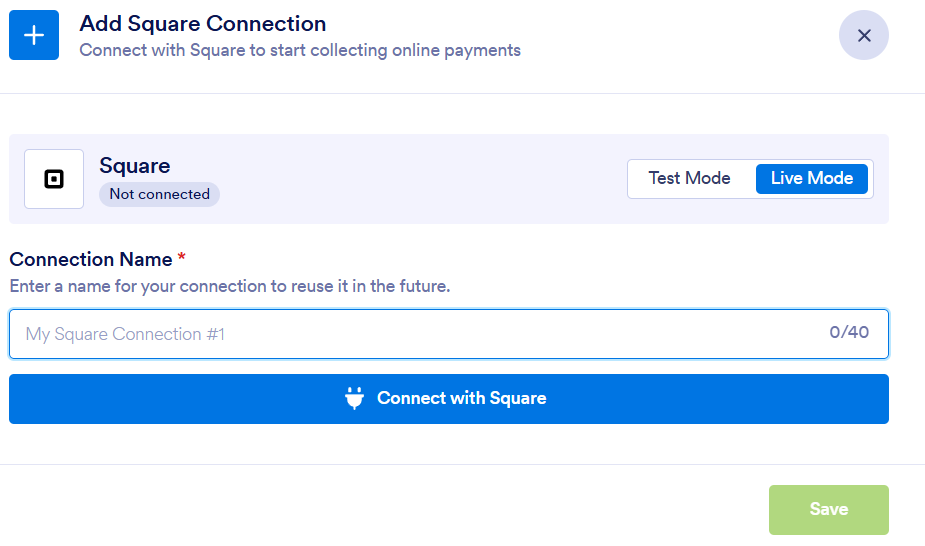 Add Square Connection
Connect with Square to start collecting online payments
Square
Not connected
Test Mode
Live Mode
Connection Name *
Enter a name for your connection to reuse it in the future.
My Square Connection #1
0/40
Connect with Square
Save